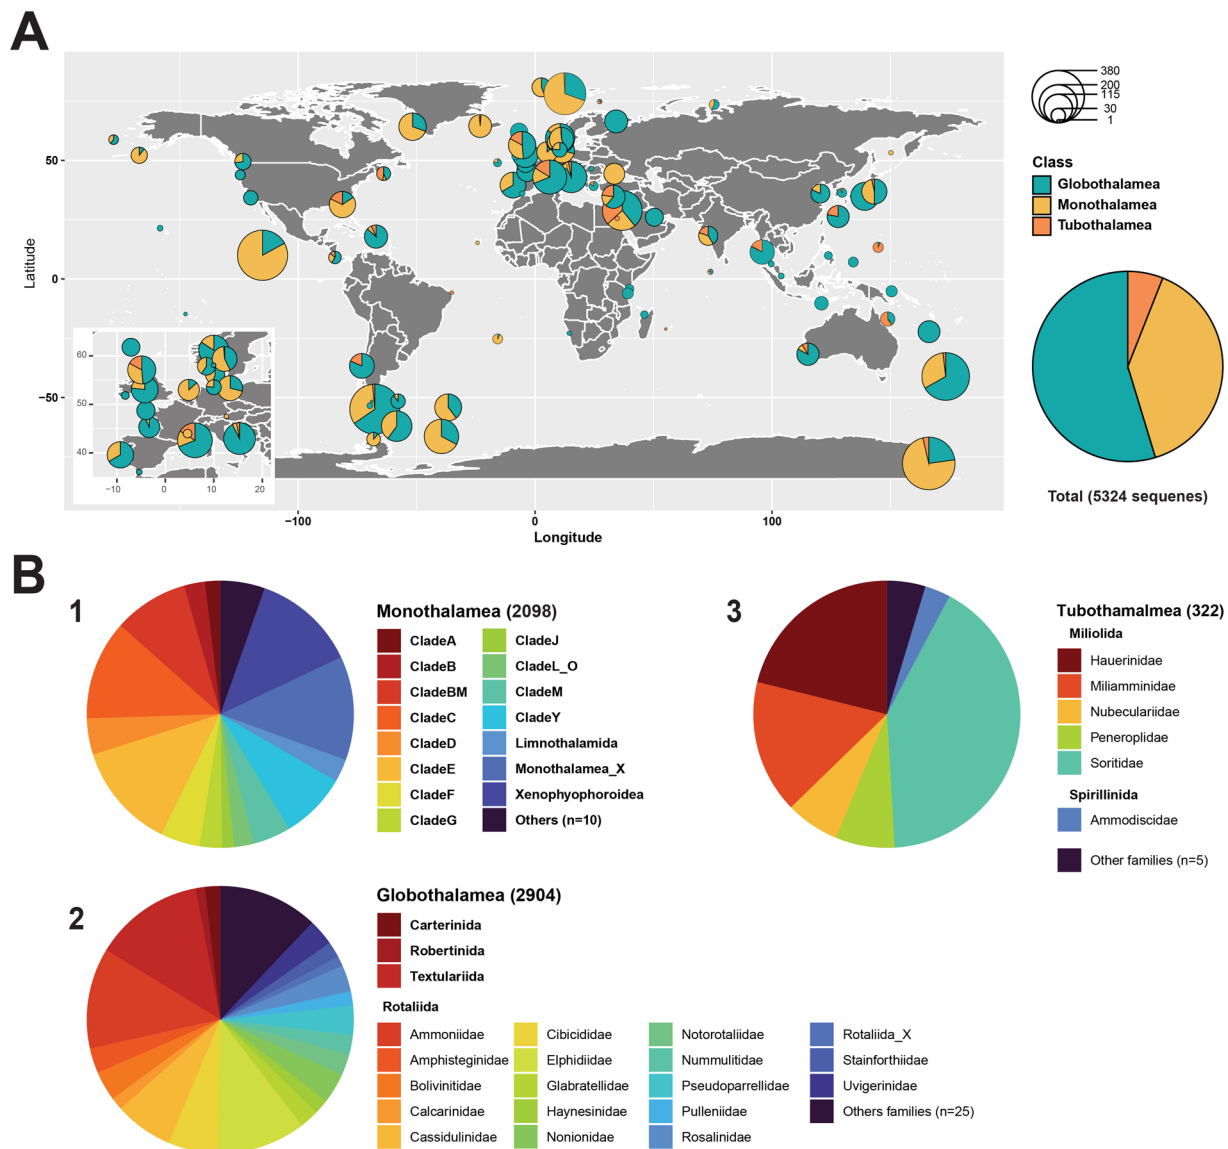 A
380
200
115
30
1
Class
Globothalamea
Monothalamea
Tubothalamea
Latitude
50
0
−50
60
50
40
−10
0
10
20
−100
0
100
Longitude
Total (5324 sequenes)
B
1
Monothalamea (2098)
CladeA
CladeB
CladeBM
CladeC
CladeD
CladeE
CladeF
CladeG
CladeJ
CladeL_O
CladeM
CladeY
Limnothalamida
Monothalamea_X
Xenophyophoroidea
Others (n=10)
3
Tubothamalmea (322)
Miliolida
Hauerinidae
Miliamminidae
Nubeculariidae
Peneroplidae
Soritidae
Spirillinida
Ammodiscidae
Other families (n=5)
2
Globothalamea (2904)
Carterinida
Robertinida
Textulariida
Rotaliida
Ammoniidae
Amphisteginidae
Bolivinitidae
Calcarinidae
Cassidulinidae
Cibicididae
Elphidiidae
Glabratellidae
Haynesinidae
Nonionidae
Notorotaliidae
Nummulitidae
Pseudoparrellidae
Pulleniidae
Rosalinidae
Rotaliida_X
Stainforthiidae
Uvigerinidae
Others families (n=25)